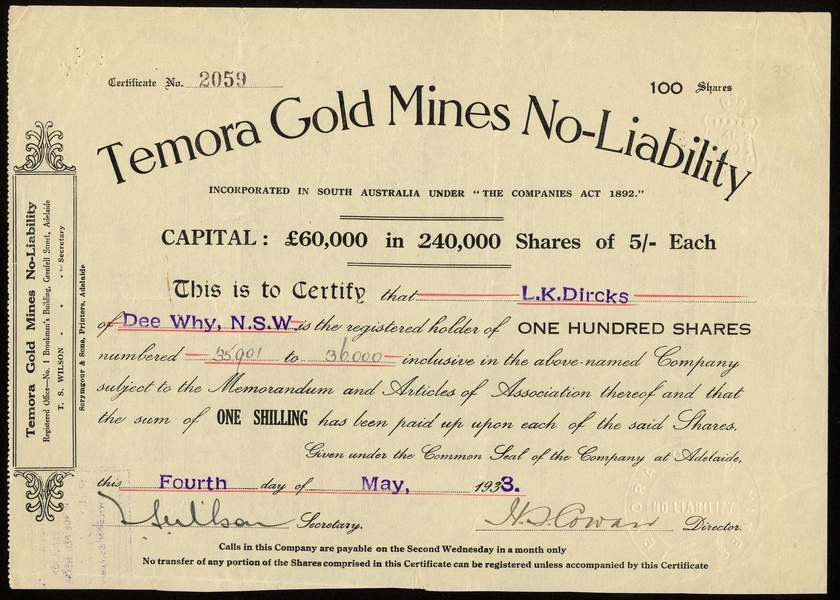 Certificate No. 2059
100 Shares
Temora Gold Mines No-Liability
INCORPORATED IN SOUTH AUSTRALIA UNDER "THE COMPANIES ACT 1892."
CAPITAL: £60,000 in 240,000 Shares of 5/- Each
This is to Certify that L.K.Dircks
of Dee Why, N.S.W. is the registered holder of ONE HUNDRED SHARES
numbered 35901 to 36000 inclusive in the above-named Company
subject to the Memorandum and Articles of Association thereof and that
the sum of ONE SHILLING has been paid up upon each of the said Shares.
Given under the Common Seal of the Company at Adelaide,
this Fourth day of May, 1933.
Secretary. H.S. Cowan Director.
Calls in this Company are payable on the Second Wednesday in a month only
No transfer of any portion of the Shares comprised in this Certificate can be registered unless accompanied by this Certificate
Temora Gold Mines No-Liability
Registered Office—No. 1 Brookman's Building, Grenfell Street, Adelaide
T. S. WILSON - - - Secretary
Scrymgour & Sons, Printers, Adelaide
NO LIABILITY